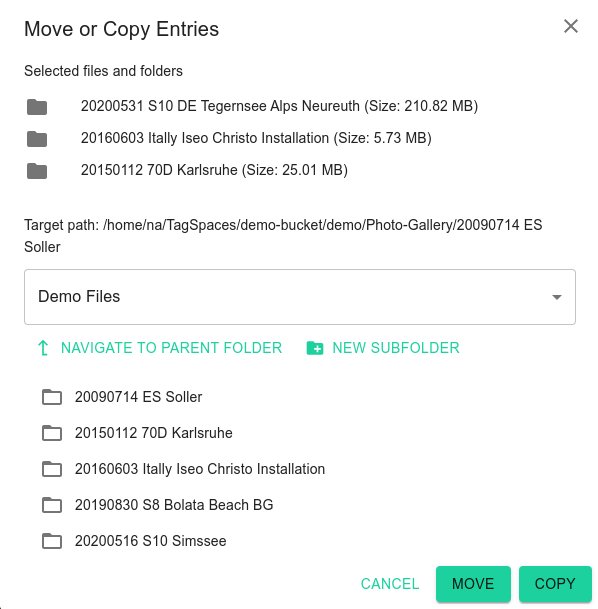 Move or Copy Entries
Selected files and folders
20200531 S10 DE Tegernsee Alps Neureuth (Size: 210.82 MB)
20160603 Itally Iseo Christo Installation (Size: 5.73 MB)
20150112 70D Karlsruhe (Size: 25.01 MB)
Target path: /home/na/TagSpaces/demo-bucket/demo/Photo-Gallery/20090714 ES
Soller
Demo Files
NAVIGATE TO PARENT FOLDER NEW SUBFOLDER
20090714 ES Soller
20150112 70D Karlsruhe
20160603 Itally Iseo Christo Installation
20190830 S8 Bolata Beach BG
20200516 S10 Simssee
CANCEL MOVE COPY